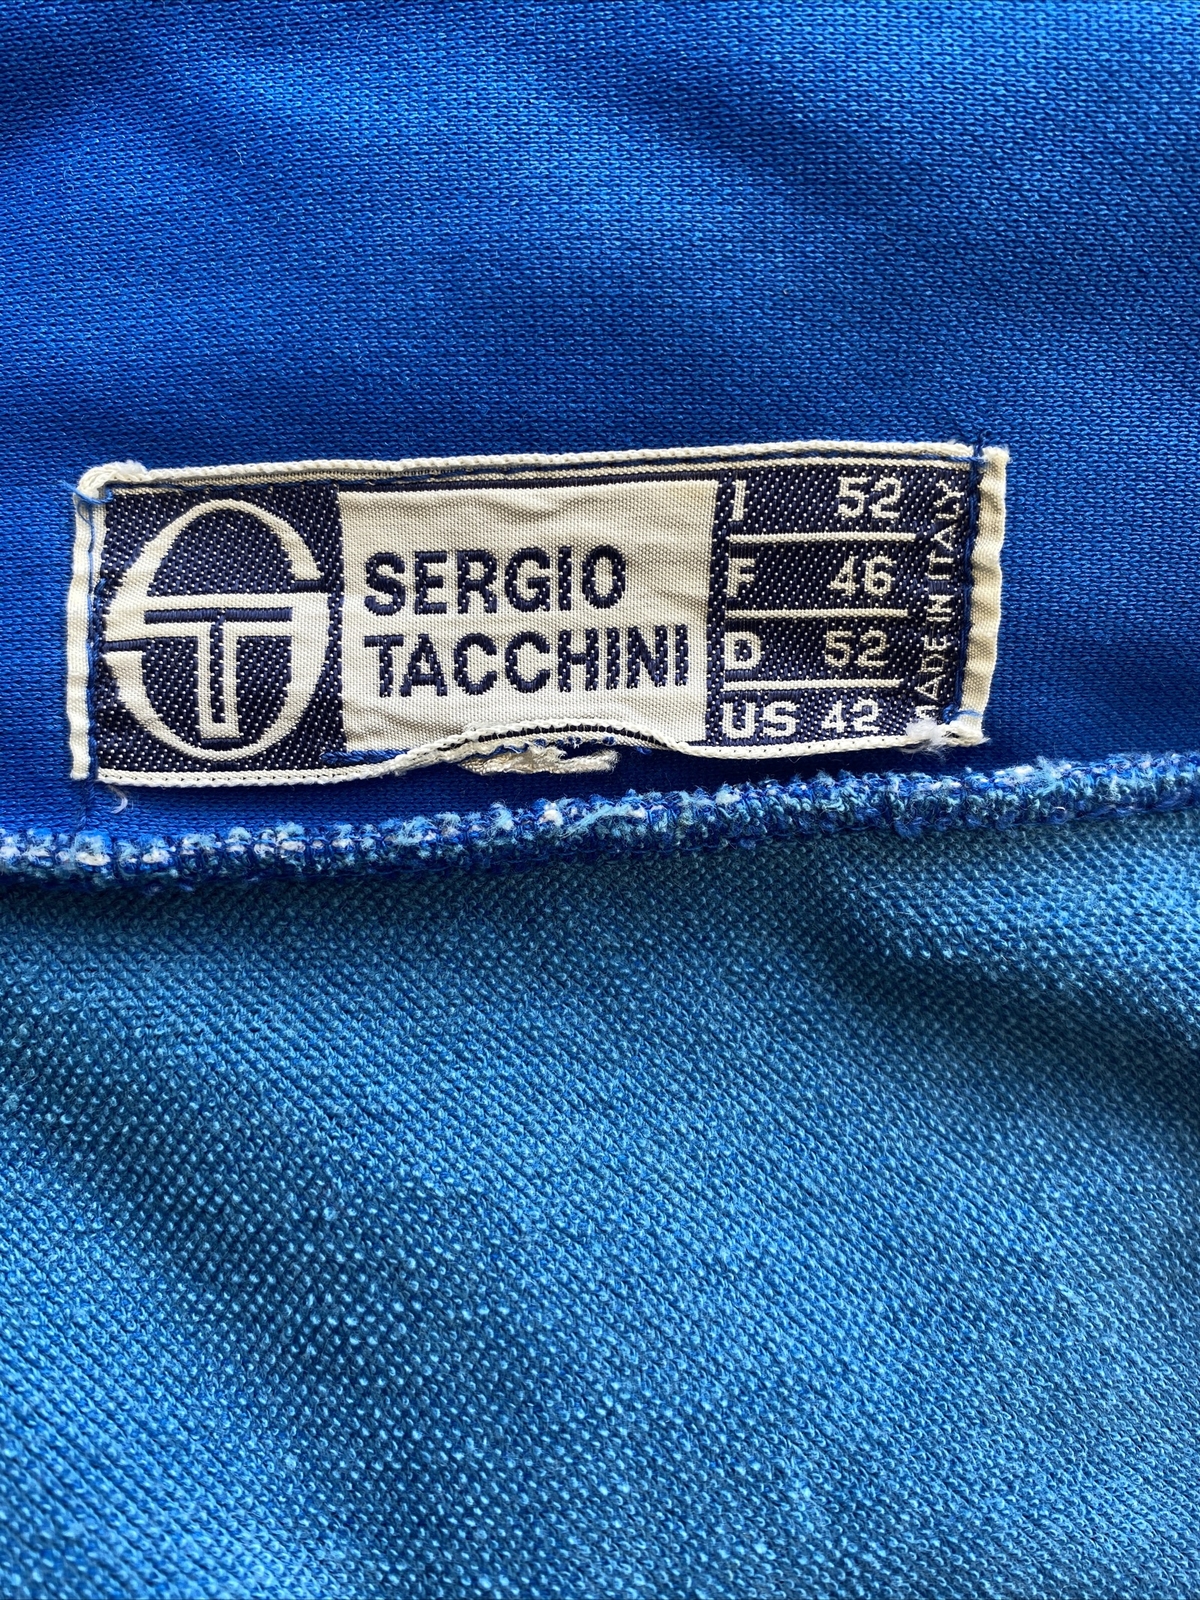 SERGIO
TACCHINI
I 52
F 46
D 52
US 42
MADE IN ITALY